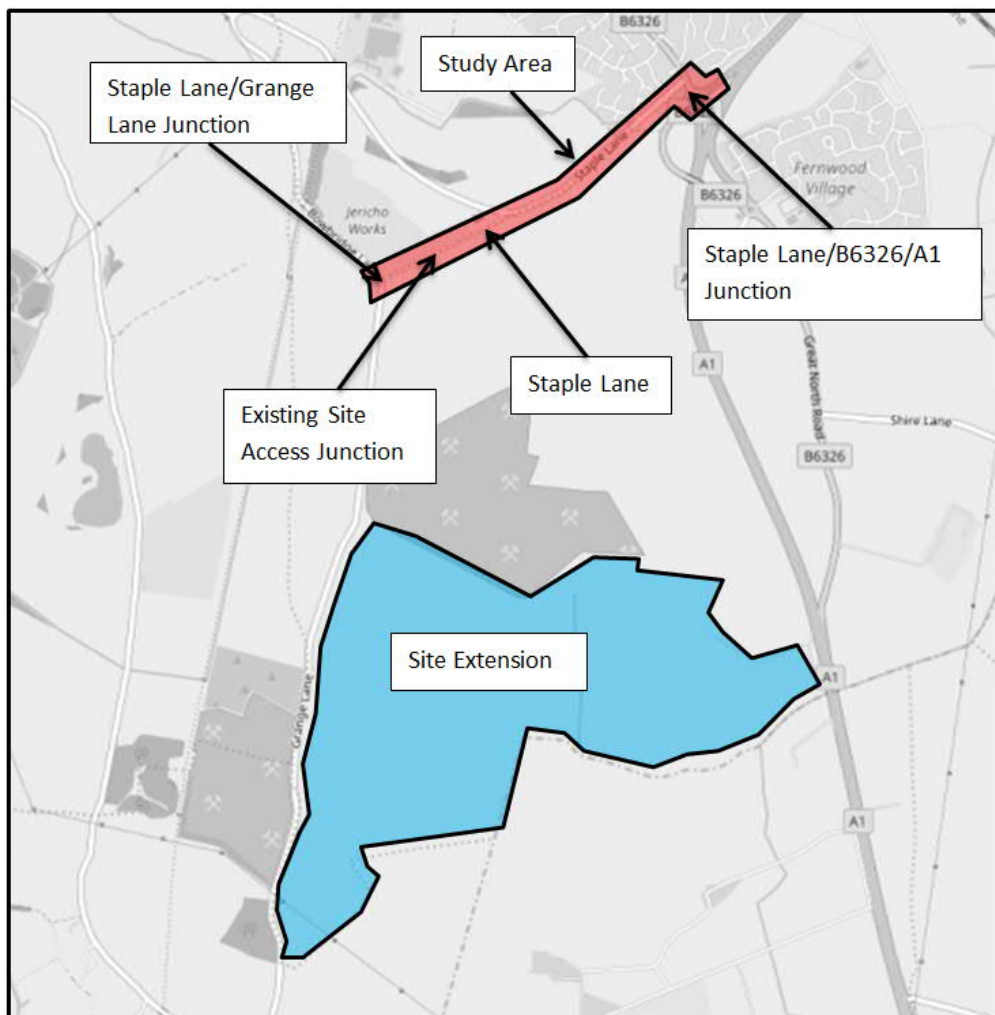 B6326
Study Area
Staple Lane/Grange
Lane Junction
Staple Lane
Fernwood
Village
B6326
Jericho
Works
Staple Lane/B6326/A1
Junction
A1
Great North Road
Staple Lane
Existing Site
Access Junction
Shire Lane
B6326
Site Extension
A1
Grange Lane
A1